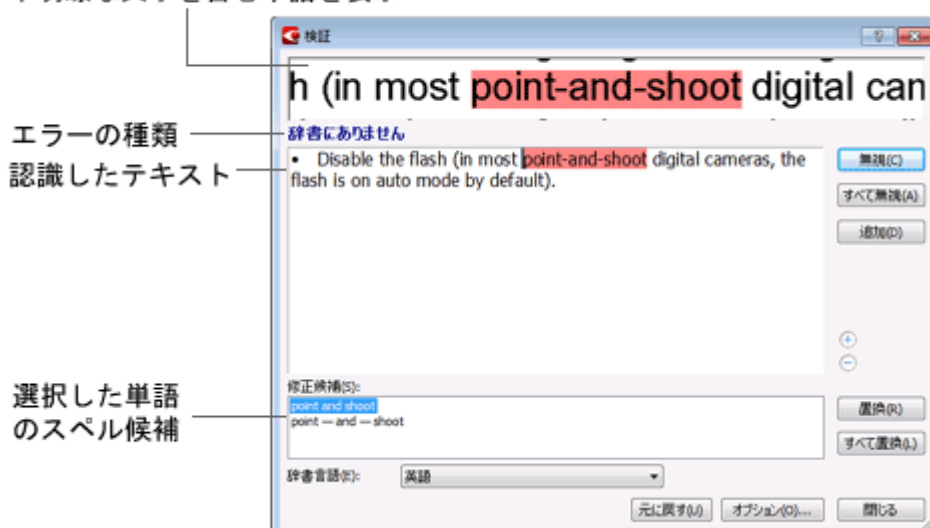 検証
h (in most point-and-shoot digital can
エラーの種類
辞書にありません
認識したテキスト
• Disable the flash (in most point-and-shoot digital cameras, the
flash is on auto mode by default).
無視(C)
すべて無視(A)
追加(D)
選択した単語
のスペル候補
修正候補(S):
point and shoot
point — and — shoot
置換(R)
すべて置換(L)
辞書言語(E):
英語
元に戻す(U)
オプション(O)...
閉じる